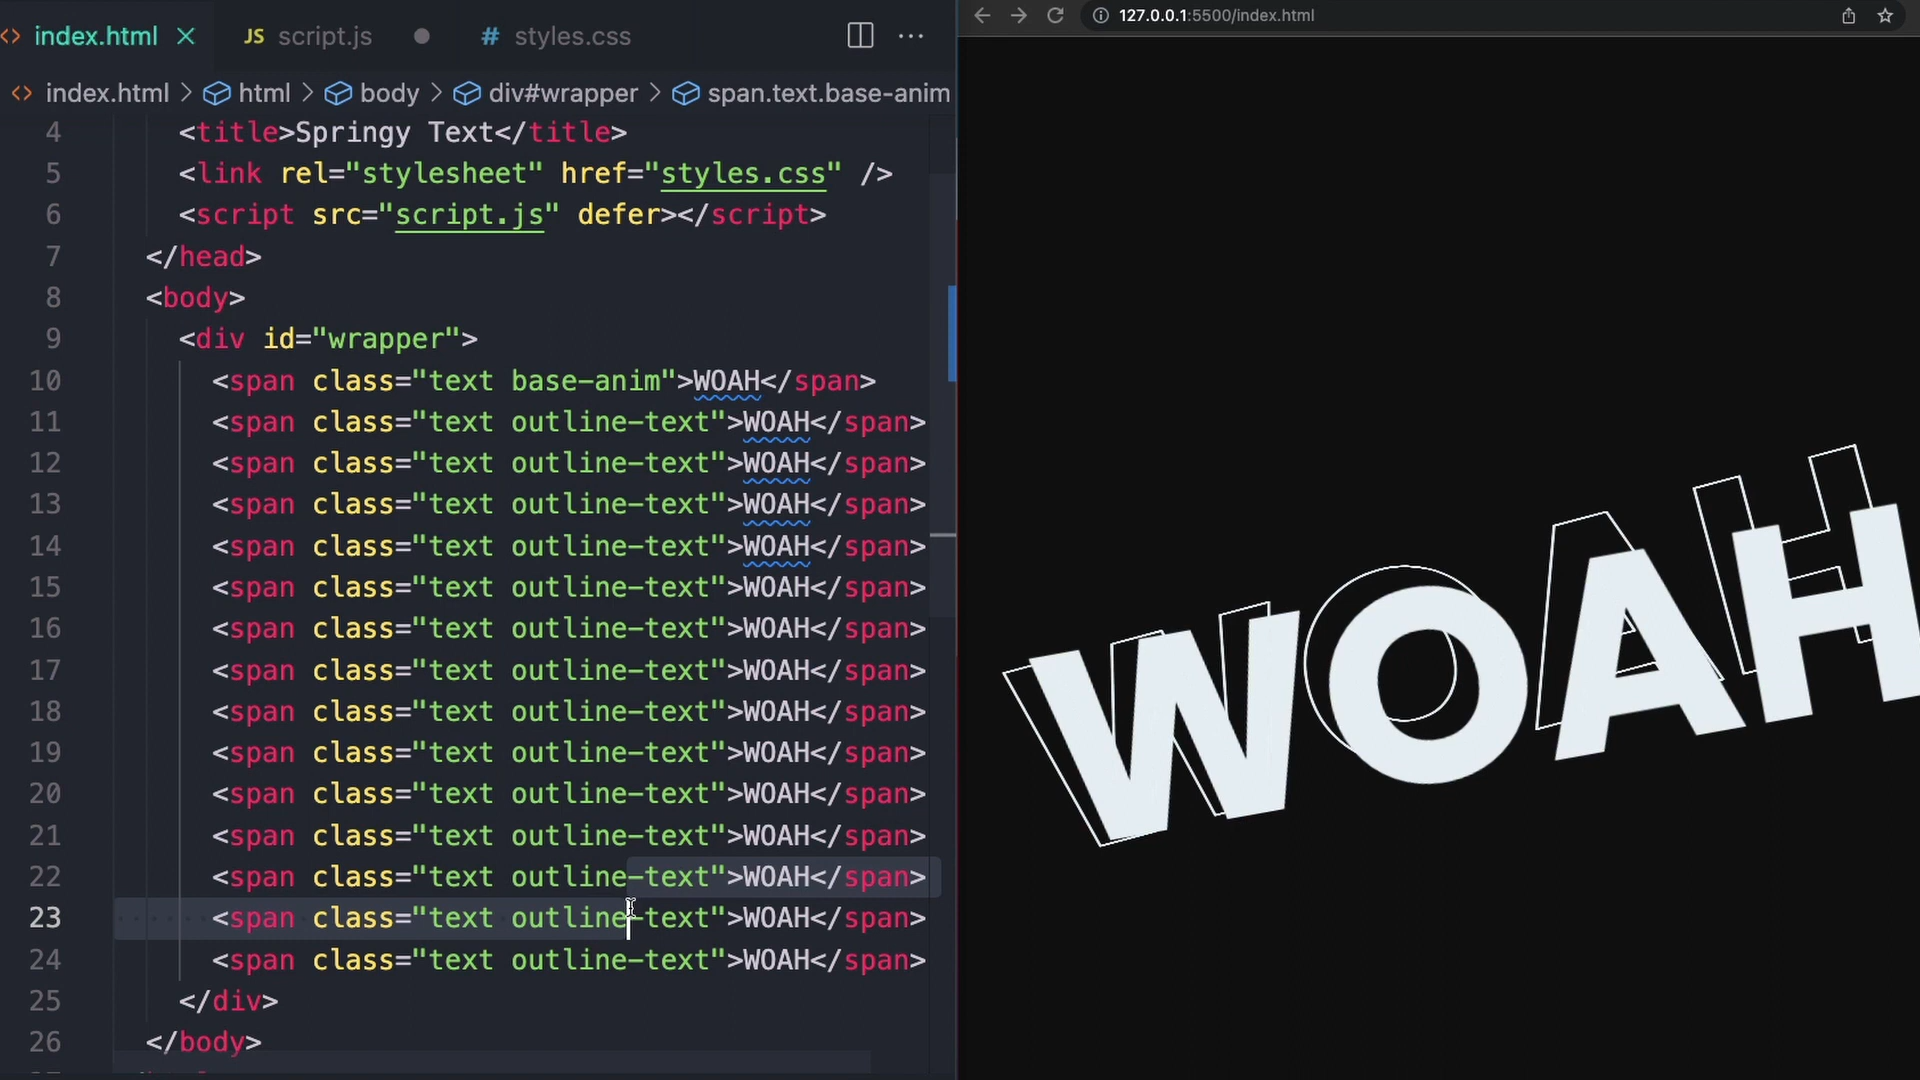 index.html
JS script.js
# styles.css
127.0.0.1:5500/index.html
index.html > html > body > div#wrapper > span.text.base-anim
4 <title>Springy Text</title>
5 <link rel="stylesheet" href="styles.css" />
6 <script src="script.js" defer></script>
7 </head>
8 <body>
9 <div id="wrapper">
10 <span class="text base-anim">WOAH</span>
11 <span class="text outline-text">WOAH</span>
12 <span class="text outline-text">WOAH</span>
13 <span class="text outline-text">WOAH</span>
14 <span class="text outline-text">WOAH</span>
15 <span class="text outline-text">WOAH</span>
16 <span class="text outline-text">WOAH</span>
17 <span class="text outline-text">WOAH</span>
18 <span class="text outline-text">WOAH</span>
19 <span class="text outline-text">WOAH</span>
20 <span class="text outline-text">WOAH</span>
21 <span class="text outline-text">WOAH</span>
22 <span class="text outline-text">WOAH</span>
23 <span class="text outline-text">WOAH</span>
24 <span class="text outline-text">WOAH</span>
25 </div>
26 </body>
WOAH
WOAH